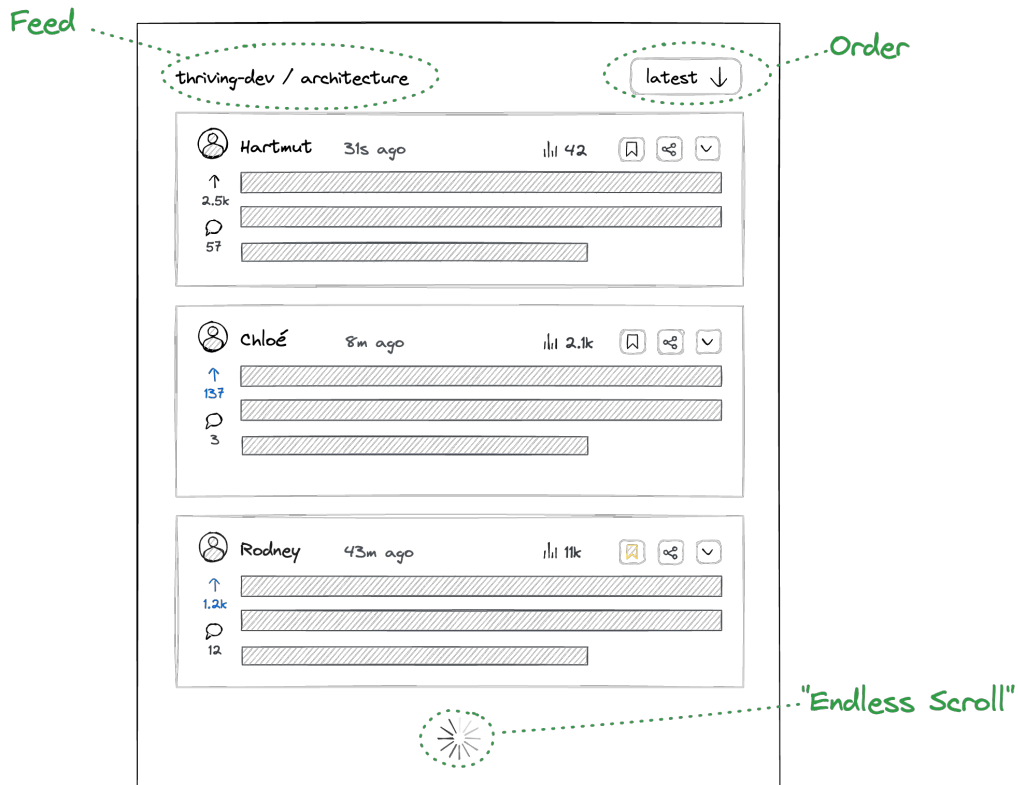 Feed
Order
thriving-dev / architecture
latest
Hartmut 31s ago 42
2.5k
57
Chloé 8m ago 2.1k
137
3
Rodney 43m ago 11k
1.2k
12
"Endless Scroll"